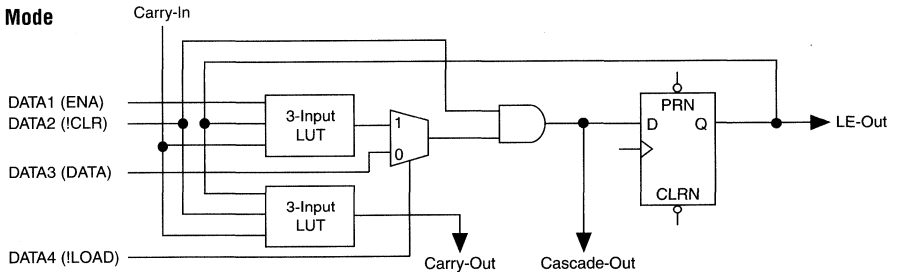 Mode
Carry-In
DATA1 (ENA)
DATA2 (!CLR)
DATA3 (DATA)
DATA4 (!LOAD)
3-Input
LUT
1
0
3-Input
LUT
PRN
D Q
CLRN
LE-Out
Carry-Out
Cascade-Out